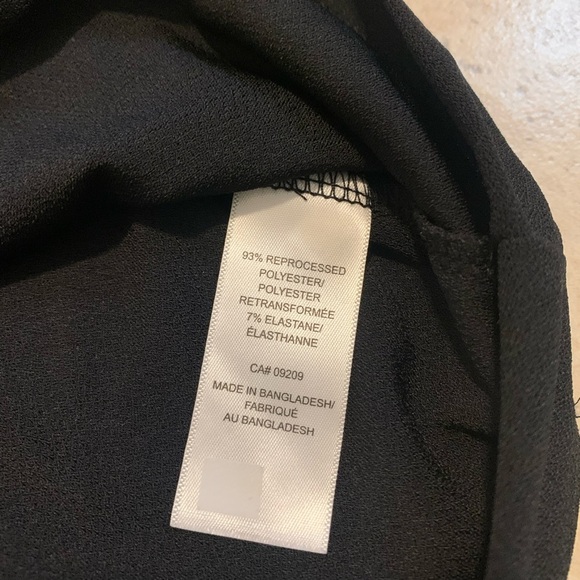 93% REPROCESSED
POLYESTER/
POLYESTER
RETRANSFORMÉE
7% ELASTANE/
ÉLASTHANNE
CA# 09209
MADE IN BANGLADESH/
FABRIQUÉ
AU BANGLADESH